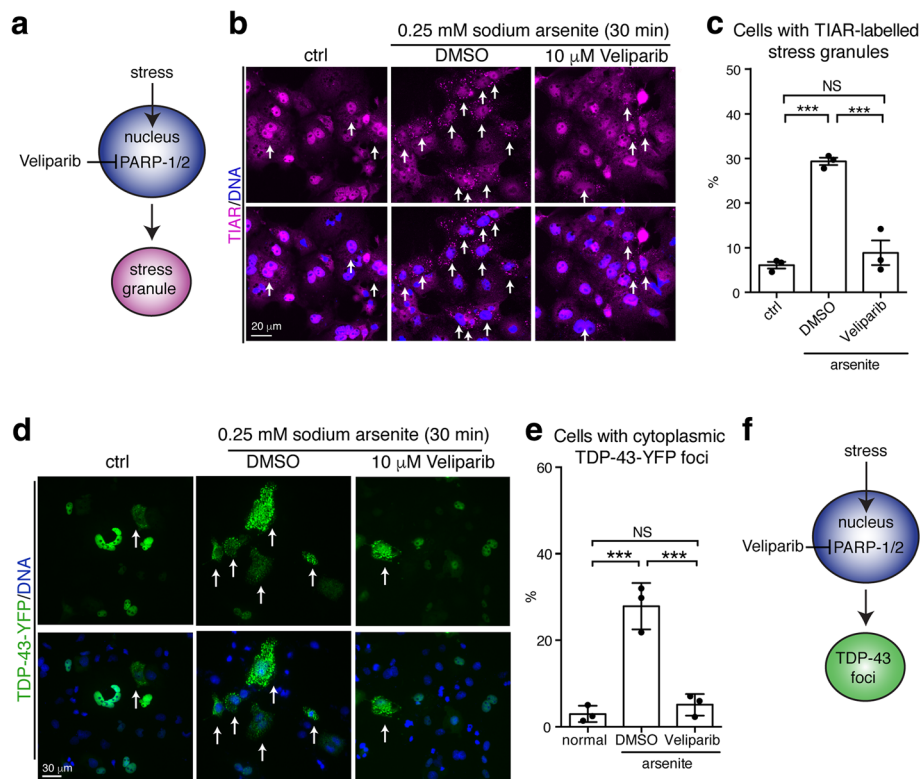 a
stress
nucleus
Veliparib
PARP-1/2
stress
granule
b
0.25 mM sodium arsenite (30 min)
ctrl
DMSO
10 μM Veliparib
TIAR/DNA
20 μm
c
Cells with TIAR-labelled
stress granules
50
40
30
20
10
0
%
NS
***
***
ctrl
DMSO
Veliparib
arsenite
d
0.25 mM sodium arsenite (30 min)
ctrl
DMSO
10 μM Veliparib
TDP-43-YFP/DNA
30 μm
e
Cells with cytoplasmic
TDP-43-YFP foci
60
40
20
0
%
NS
***
***
normal
DMSO
Veliparib
arsenite
f
stress
nucleus
Veliparib
PARP-1/2
TDP-43
foci